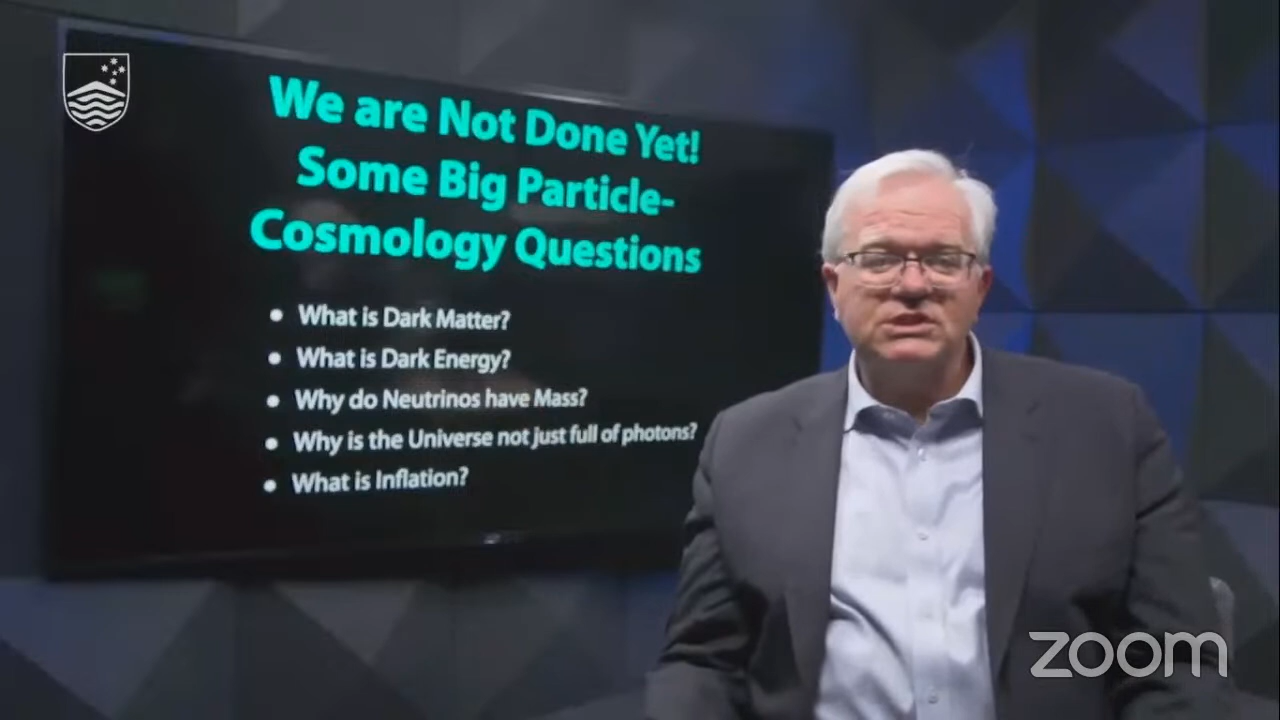 We are Not Done Yet!
Some Big Particle-
Cosmology Questions
• What is Dark Matter?
• What is Dark Energy?
• Why do Neutrinos have Mass?
• Why is the Universe not just full of photons?
• What is Inflation?
zoom